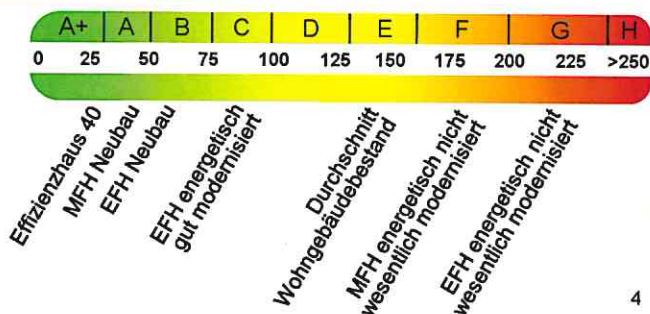 A+ A B C D E F G H
0 25 50 75 100 125 150 175 200 225 >250
Effizienzhaus 40
MFH Neubau
EFH Neubau
EFH energetisch
gut modernisiert
Durchschnitt
Wohngebäudebestand
MFH energetisch nicht
wesentlich modernisiert
EFH energetisch nicht
wesentlich modernisiert
4